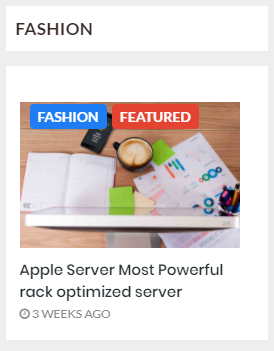 FASHION
FASHION FEATURED
Apple Server Most Powerful
rack optimized server
3 WEEKS AGO